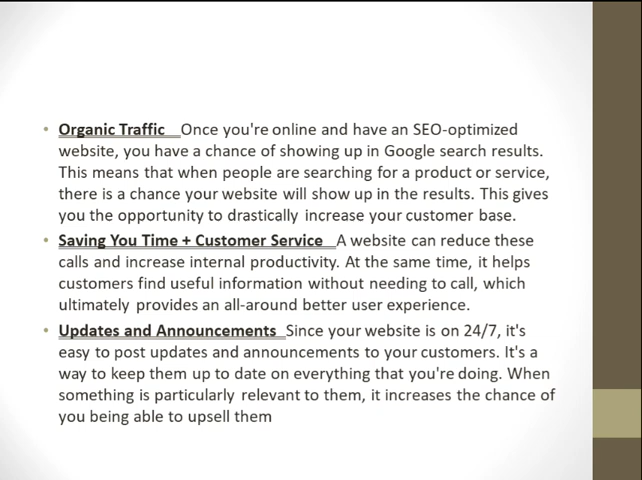 • Organic Traffic   Once you're online and have an SEO-optimized
website, you have a chance of showing up in Google search results.
This means that when people are searching for a product or service,
there is a chance your website will show up in the results. This gives
you the opportunity to drastically increase your customer base.
• Saving You Time + Customer Service   A website can reduce these
calls and increase internal productivity. At the same time, it helps
customers find useful information without needing to call, which
ultimately provides an all-around better user experience.
• Updates and Announcements   Since your website is on 24/7, it's
easy to post updates and announcements to your customers. It's a
way to keep them up to date on everything that you're doing. When
something is particularly relevant to them, it increases the chance of
you being able to upsell them